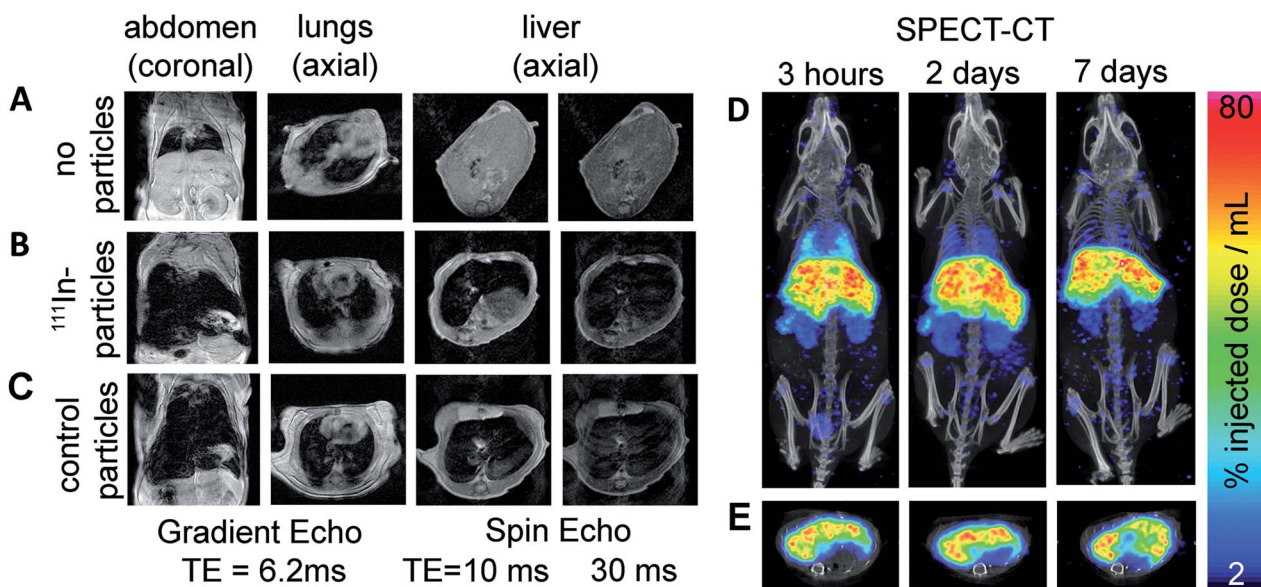 abdomen
(coronal)
lungs
(axial)
liver
(axial)
A
no
particles
B
¹¹¹In-
particles
C
control
particles
Gradient Echo
TE = 6.2ms
Spin Echo
TE=10 ms
30 ms
SPECT-CT
3 hours
2 days
7 days
D
E
80
% injected dose / mL
2